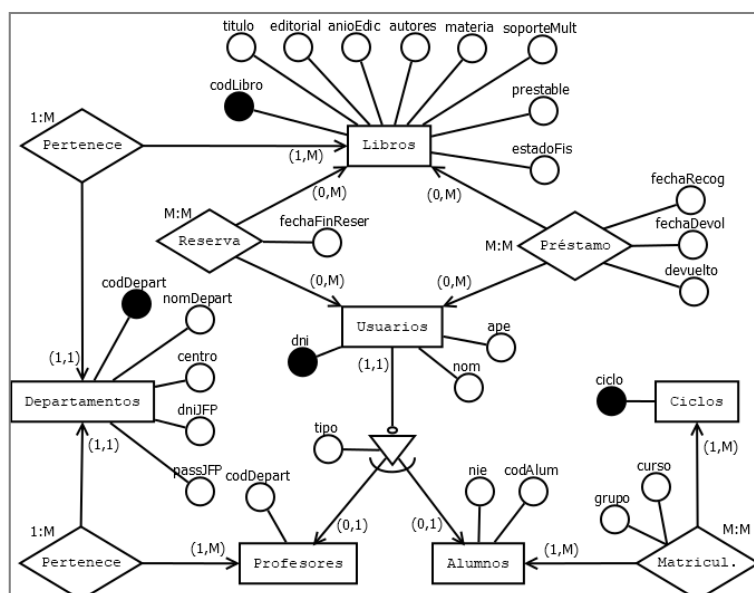 titulo editorial anioEdic autores materia soporteMult
codLibro
prestable
1:M
Pertenece
(1,M)
Libros
estadoFis
(0,M)
(0,M)
fechaRecog
M:M
fechaFinReser
Reserva
fechaDevol
M:M
Préstamo
devuelto
(0,M)
(0,M)
codDepart
nomDepart
Usuarios
dni
ape
nom
(1,1)
(1,1)
centro
Departamentos
dniJFP
(1,1)
passJFP
ciclo
Ciclos
(1,M)
tipo
codDepart
nie
codAlum
curso
grupo
(0,1)
(0,1)
1:M
Pertenece
(1,M)
Profesores
Alumnos
(1,M)
M:M
Matricul.